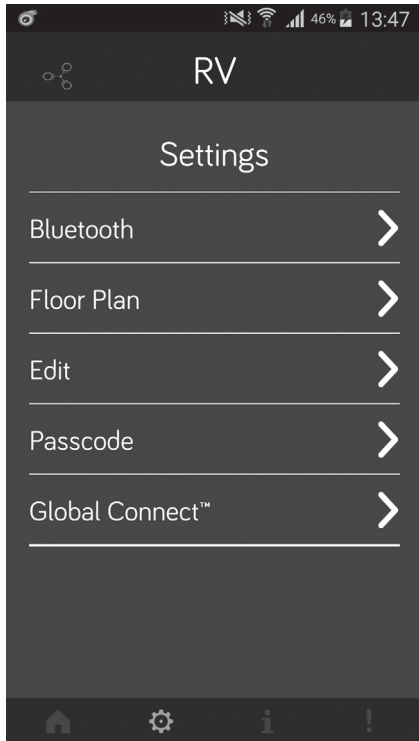 46% 13:47
RV
Settings
Bluetooth
Floor Plan
Edit
Passcode
Global Connect™